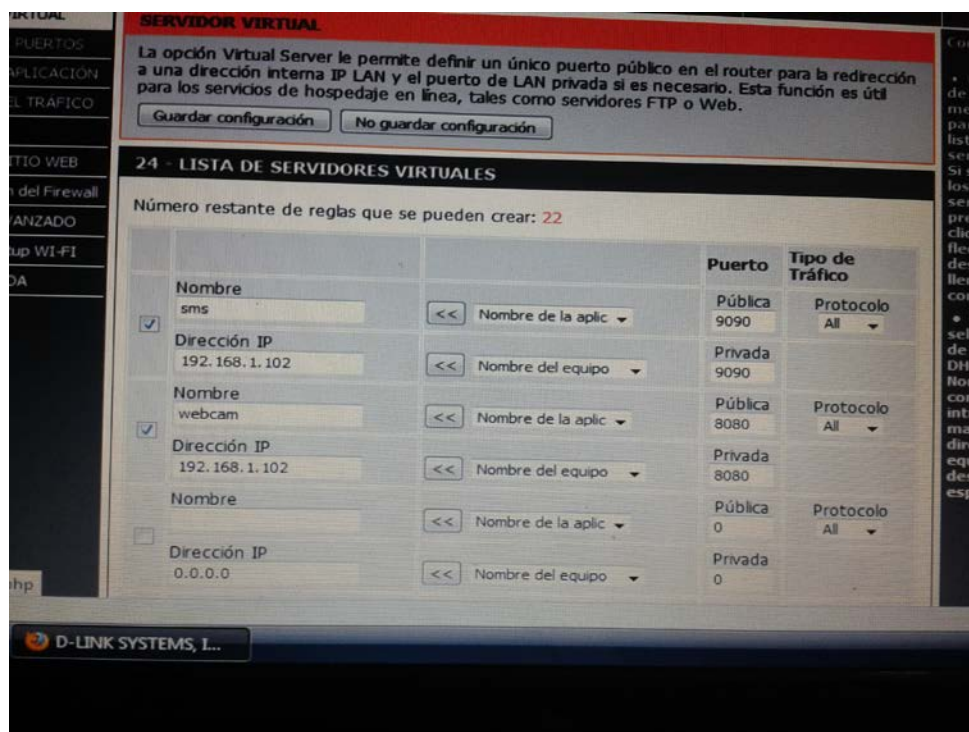 SERVIDOR VIRTUAL
La opción Virtual Server le permite definir un único puerto público en el router para la redirección
a una dirección interna IP LAN y el puerto de LAN privada si es necesario. Esta función es útil
para los servicios de hospedaje en línea, tales como servidores FTP o Web.
Guardar configuración No guardar configuración
PUERTOS
APLICACIÓN
EL TRÁFICO
ITIO WEB
del Firewall
VANZADO
tup WI-FI
DA
24 - LISTA DE SERVIDORES VIRTUALES
Número restante de reglas que se pueden crear: 22
Puerto Tipo de
Tráfico
Nombre
sms << Nombre de la aplic Pública Protocolo
9090 All
Dirección IP
192.168.1.102 << Nombre del equipo Privada
9090
Nombre
webcam << Nombre de la aplic Pública Protocolo
8080 All
Dirección IP
192.168.1.102 << Nombre del equipo Privada
8080
Nombre
<< Nombre de la aplic Pública Protocolo
0 All
Dirección IP
0.0.0.0 << Nombre del equipo Privada
0
hp
D-LINK SYSTEMS, I...